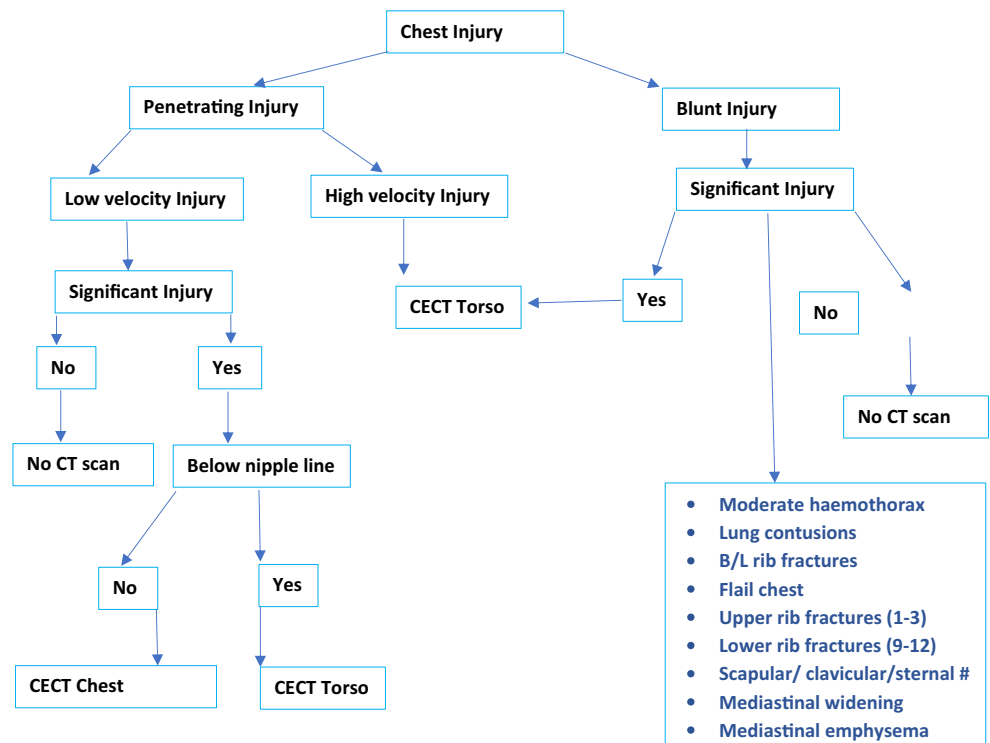 Chest Injury
Penetrating Injury
Blunt Injury
Low velocity Injury
High velocity Injury
Significant Injury
Significant Injury
CECT Torso
Yes
No
No
Yes
No CT scan
No CT scan
Below nipple line
• Moderate haemothorax
• Lung contusions
• B/L rib fractures
• Flail chest
• Upper rib fractures (1-3)
• Lower rib fractures (9-12)
• Scapular/ clavicular/sternal #
• Mediastinal widening
• Mediastinal emphysema
No
Yes
CECT Chest
CECT Torso